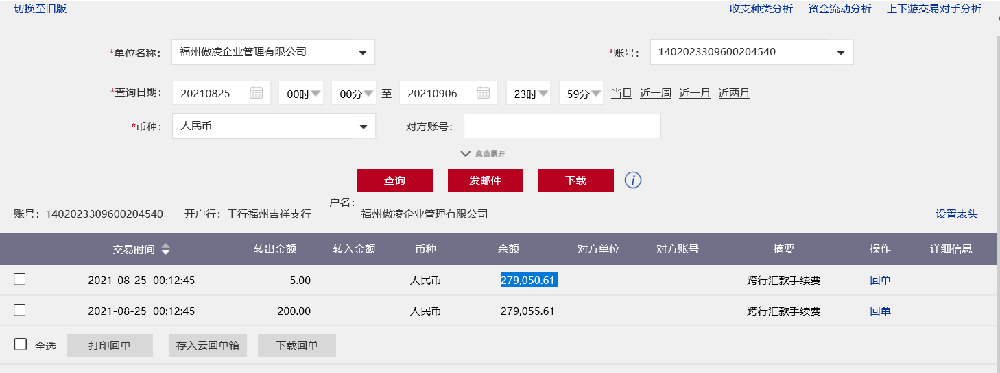 切换至旧版 收支种类分析 资金流动分析 上下游交易对手分析
*单位名称： 福州傲凌企业管理有限公司 *账号： 1402023309600204540
*查询日期： 20210825 00时 00分 至 20210906 23时 59分 当日 近一周 近一月 近两月
*币种： 人民币 对方账号：
点击展开
查询 发邮件 下载 i
账号：1402023309600204540 开户行：工行福州吉祥支行 户名：福州傲凌企业管理有限公司 设置表头
交易时间 转出金额 转入金额 币种 余额 对方单位 对方账号 摘要 操作 详细信息
2021-08-25 00:12:45 5.00 人民币 279,050.61 跨行汇款手续费 回单
2021-08-25 00:12:45 200.00 人民币 279,055.61 跨行汇款手续费 回单
全选 打印回单 存入云回单箱 下载回单